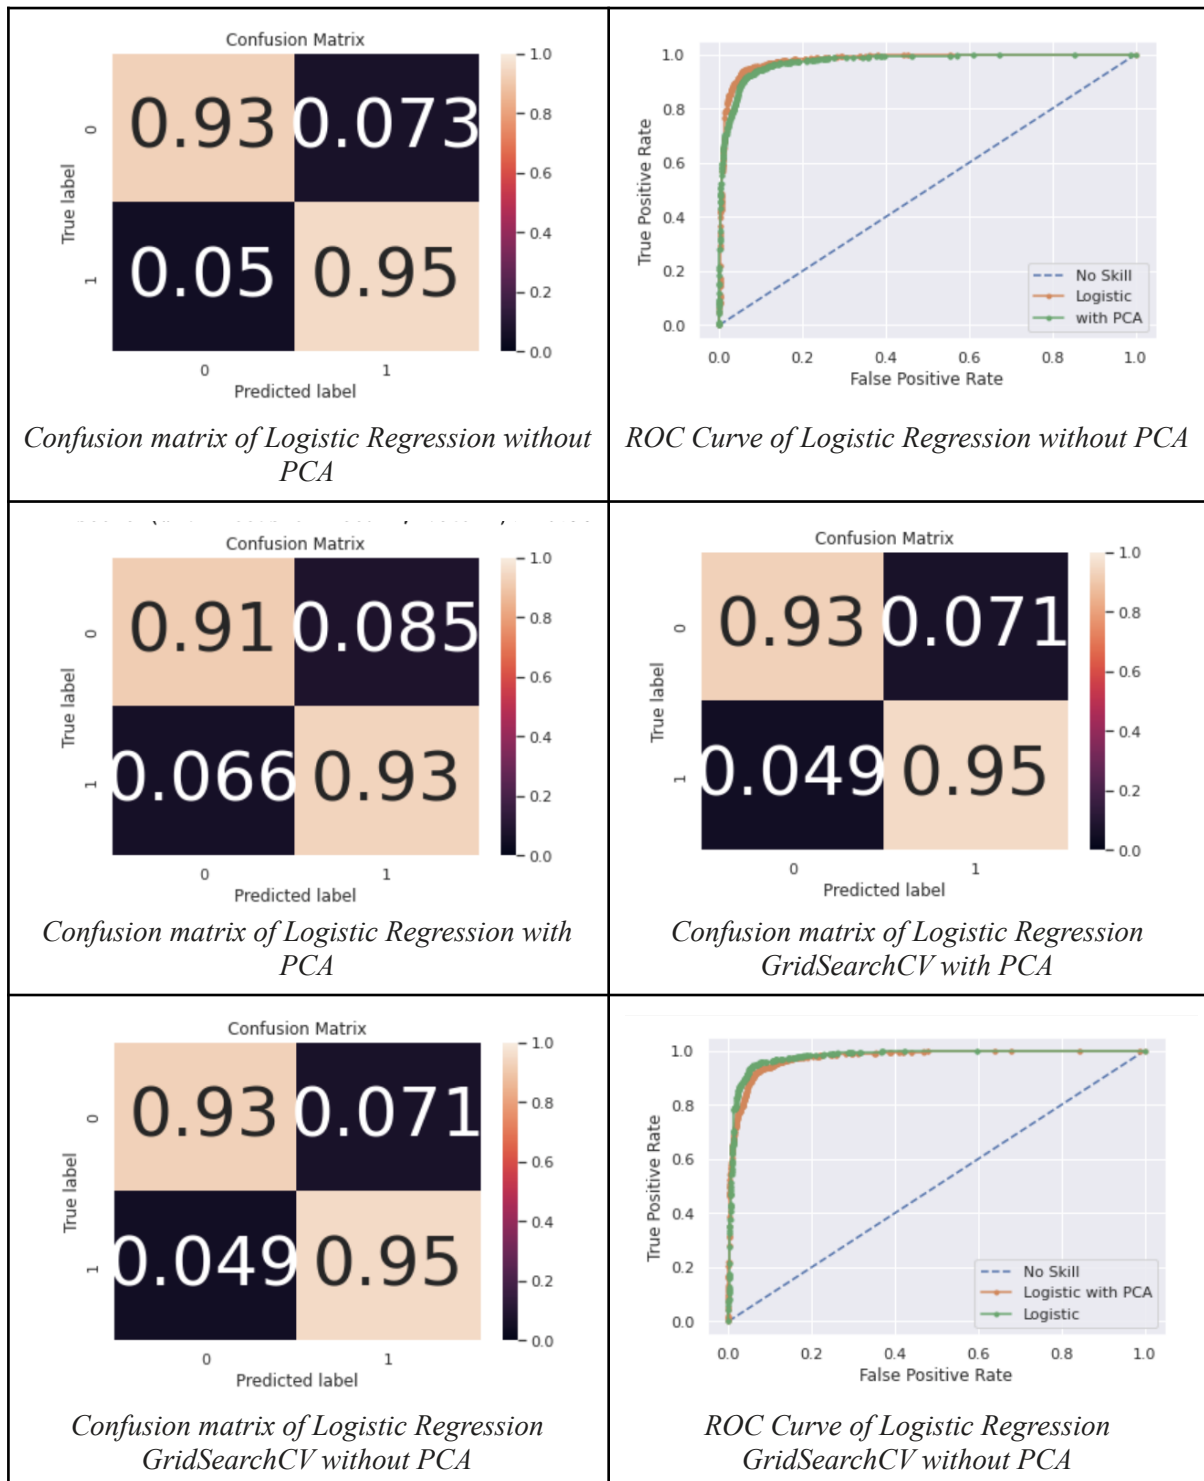 Confusion Matrix
1.0
0.8
0.6
0.4
0.2
0.0
True label
0
1
0.93 0.073
0.05 0.95
0 1
Predicted label
Confusion matrix of Logistic Regression without
PCA
1.0
0.8
0.6
0.4
0.2
0.0
True Positive Rate
No Skill
Logistic
with PCA
0.0 0.2 0.4 0.6 0.8 1.0
False Positive Rate
ROC Curve of Logistic Regression without PCA
Confusion Matrix
1.0
0.8
0.6
0.4
0.2
0.0
True label
0
1
0.91 0.085
0.066 0.93
0 1
Predicted label
Confusion matrix of Logistic Regression with
PCA
Confusion Matrix
1.0
0.8
0.6
0.4
0.2
0.0
True label
0
1
0.93 0.071
0.049 0.95
0 1
Predicted label
Confusion matrix of Logistic Regression
GridSearchCV with PCA
Confusion Matrix
1.0
0.8
0.6
0.4
0.2
0.0
True label
0
1
0.93 0.071
0.049 0.95
0 1
Predicted label
Confusion matrix of Logistic Regression
GridSearchCV without PCA
1.0
0.8
0.6
0.4
0.2
0.0
True Positive Rate
No Skill
Logistic with PCA
Logistic
0.0 0.2 0.4 0.6 0.8 1.0
False Positive Rate
ROC Curve of Logistic Regression
GridSearchCV without PCA